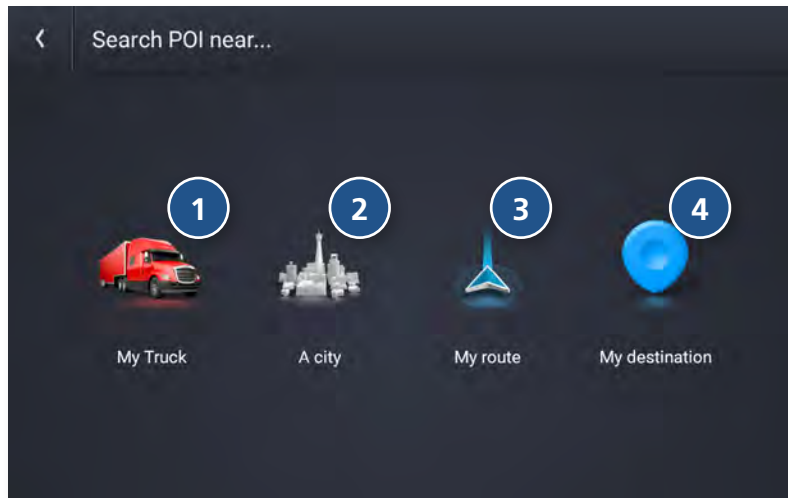 Search POI near...
1
2
3
4
My Truck
A city
My route
My destination